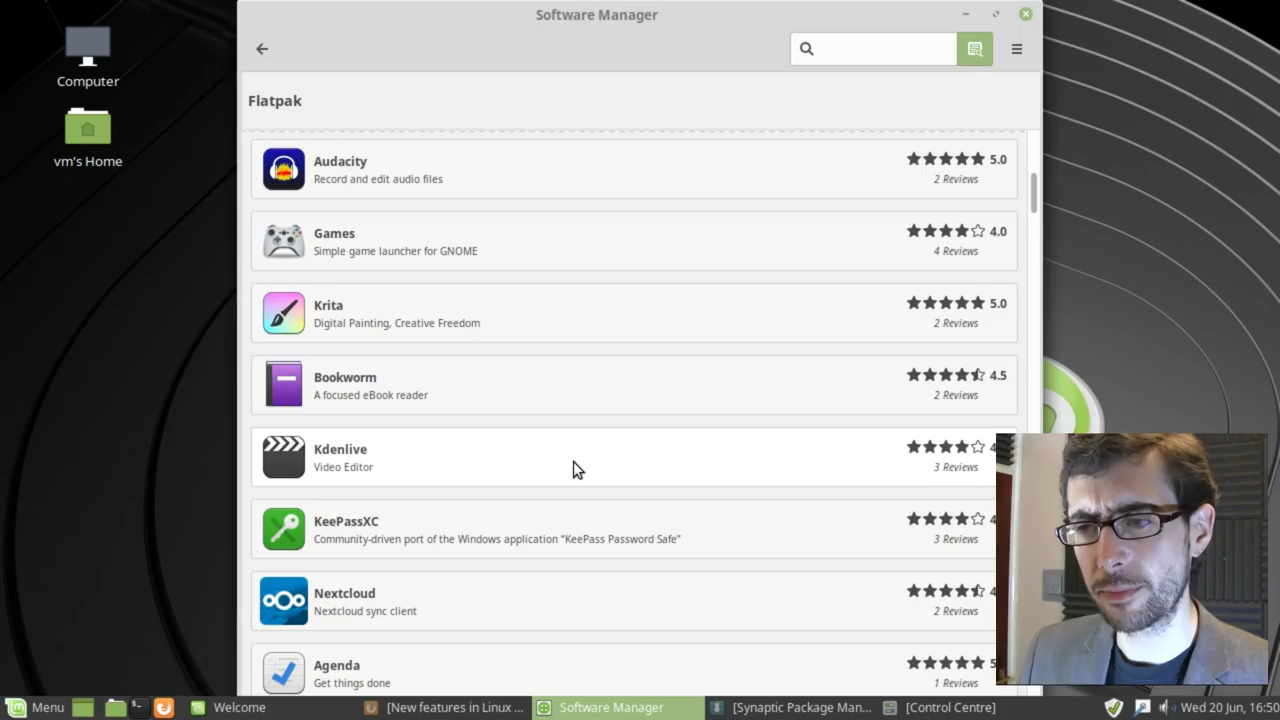 Software Manager
Computer
vm's Home
Flatpak
Audacity
Record and edit audio files
5.0
2 Reviews
Games
Simple game launcher for GNOME
4.0
4 Reviews
Krita
Digital Painting, Creative Freedom
5.0
2 Reviews
Bookworm
A focused eBook reader
4.5
2 Reviews
Kdenlive
Video Editor
3 Reviews
KeePassXC
Community-driven port of the Windows application “KeePass Password Safe”
3 Reviews
Nextcloud
Nextcloud sync client
2 Reviews
Agenda
Get things done
1 Reviews
Menu
Welcome
[New features in Linux ...
Software Manager
[Synaptic Package Man...
[Control Centre]
Wed 20 Jun, 16:50